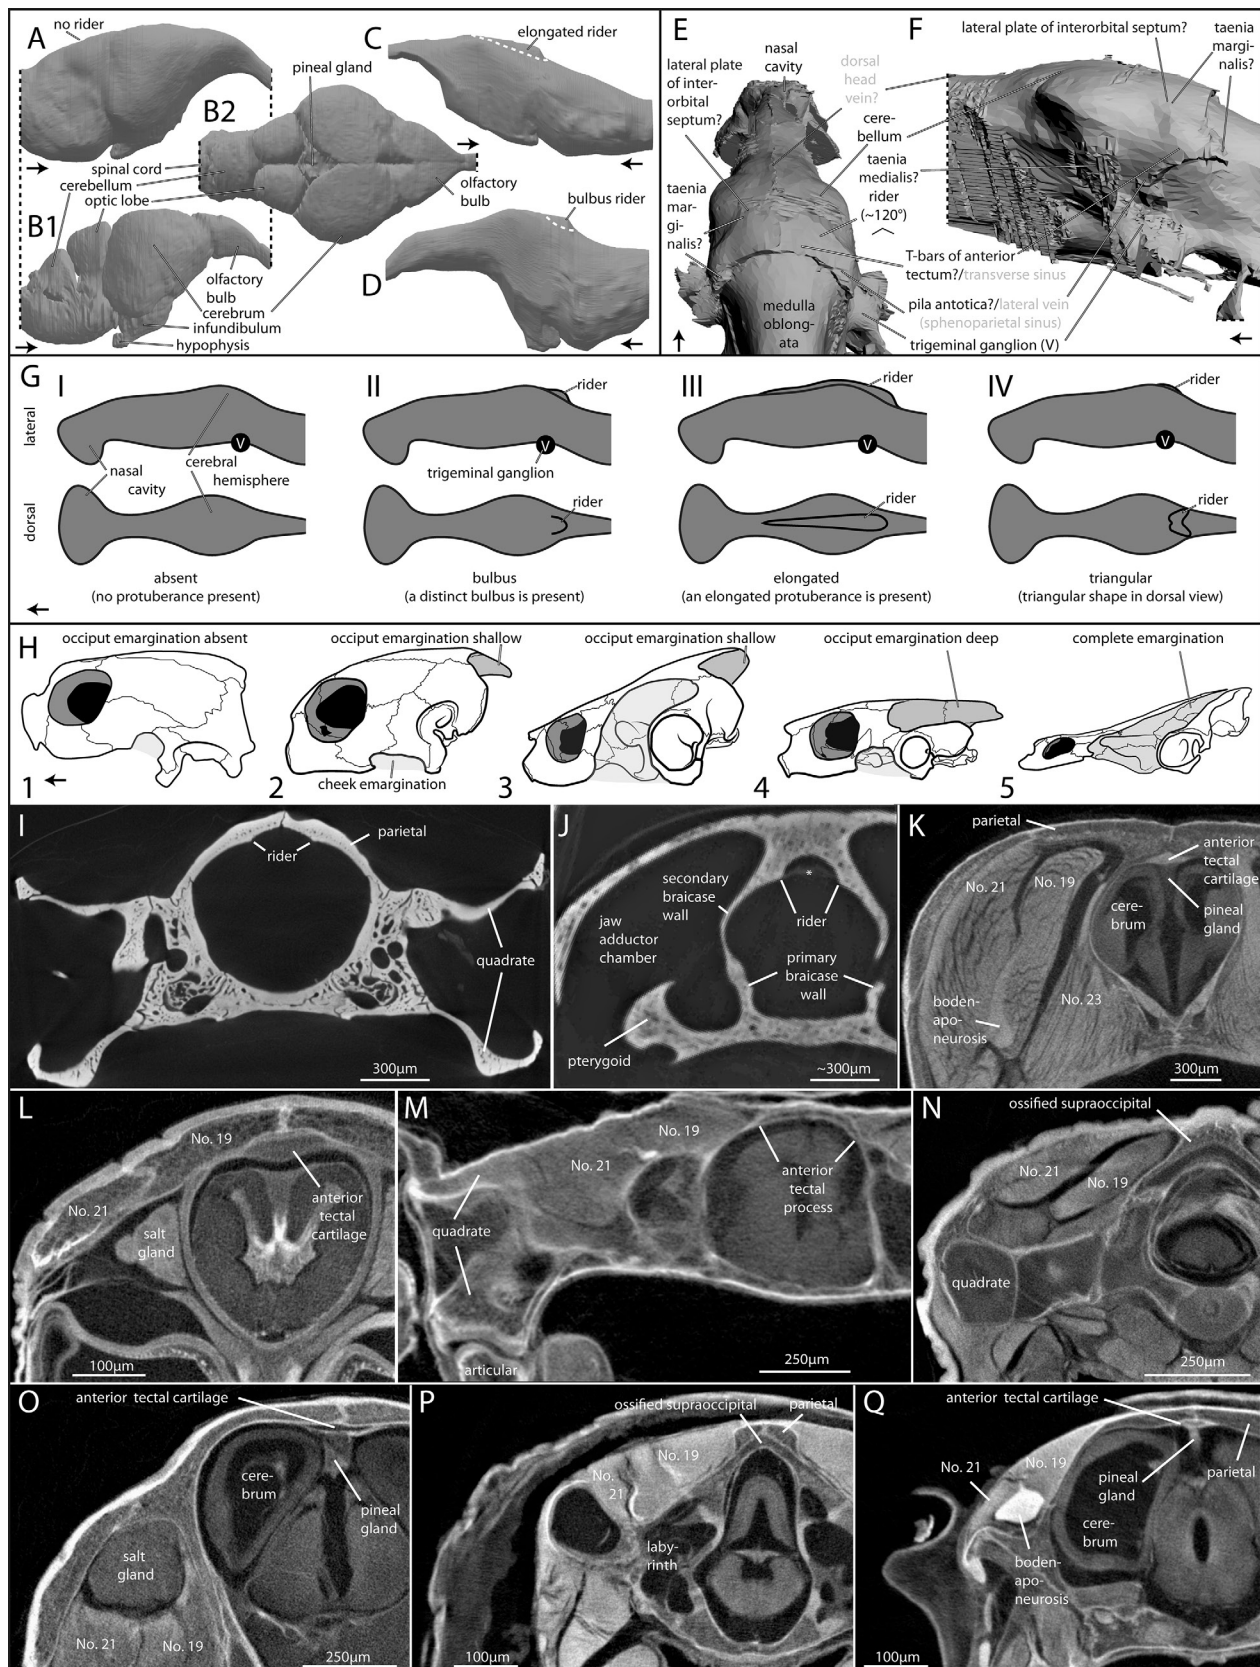 A
no rider
B2
pineal gland
C
elongated rider
spinal cord
cerebellum
optic lobe
B1
olfactory
bulb
cerebrum
infundibulum
hypophysis
olfactory
bulb
bulbus rider
D
E
lateral plate
of inter-
orbital
septum?
nasal
cavity
dorsal
head
vein?
cere-
bellum
taenia
medialis?
rider
(~120°)
taenia
mar-
gi-
nalis?
medulla
oblong-
ata
F
lateral plate of interorbital septum?
taenia
margi-
nalis?
T-bars of anterior
tectum?/transverse sinus
pila antotica?/lateral vein
(sphenoparietal sinus)
trigeminal ganglion (V)
G
lateral
dorsal
I
V
nasal
cavity
cerebral
hemisphere
absent
(no protuberance present)
II
rider
V
trigeminal ganglion
rider
bulbus
(a distinct bulbus is present)
III
rider
V
rider
elongated
(an elongated protuberance is present)
IV
rider
V
rider
triangular
(triangular shape in dorsal view)
H
occiput emargination absent
1
occiput emargination shallow
2
cheek emargination
occiput emargination shallow
3
occiput emargination deep
4
complete emargination
5
I
parietal
rider
quadrate
300µm
J
secondary
braicase
wall
*
jaw
adductor
chamber
rider
primary
braicase
wall
pterygoid
~300µm
K
parietal
anterior
tectal
cartilage
No. 21
No. 19
cere-
brum
pineal
gland
No. 23
boden-
apo-
neurosis
300µm
L
No. 19
No. 21
anterior
tectal
cartilage
salt
gland
100µm
M
No. 19
No. 21
anterior
tectal
process
quadrate
articular
250µm
N
ossified supraoccipital
No. 21
No. 19
quadrate
250µm
O
anterior tectal cartilage
cere-
brum
pineal
gland
salt
gland
No. 21
No. 19
250µm
P
ossified supraoccipital
parietal
No. 19
No.
21
laby-
rinth
100µm
Q
anterior tectal cartilage
No. 21
No. 19
pineal
gland
parietal
cere-
brum
boden-
apo-
neurosis
100µm